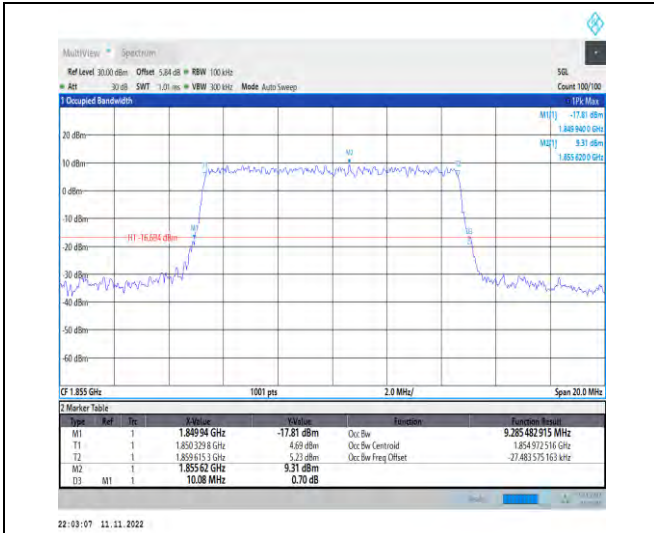 MultiView Spectrum
Ref Level 30.00 dBm Offset 5.84 dB RBW 100 kHz SGL
Att 30 dB SWT 1.01 ms VBW 300 kHz Mode Auto Sweep Count 100/100
1 Occupied Bandwidth 1Pk Max
M1[1] -17.81 dBm
1.849 940 0 GHz
M2[1] 9.31 dBm
1.855 620 0 GHz
20 dBm
M2
10 dBm
0 dBm
-10 dBm
M1
H1 -16.694 dBm
-20 dBm
-30 dBm
-40 dBm
-50 dBm
-60 dBm
CF 1.855 GHz 1001 pts 2.0 MHz/ Span 20.0 MHz
2 Marker Table
Type Ref Trc X-Value Y-Value Function Function Result
M1 1 1.849 94 GHz -17.81 dBm Occ Bw 9.285 482 915 MHz
T1 1 1.850 329 8 GHz 4.69 dBm Occ Bw Centroid 1.854 972 516 GHz
T2 1 1.859 615 3 GHz 5.23 dBm Occ Bw Freq Offset -27.483 575 163 kHz
M2 1 1.855 62 GHz 9.31 dBm
D3 M1 1 10.08 MHz 0.70 dB
22:03:07 11.11.2022